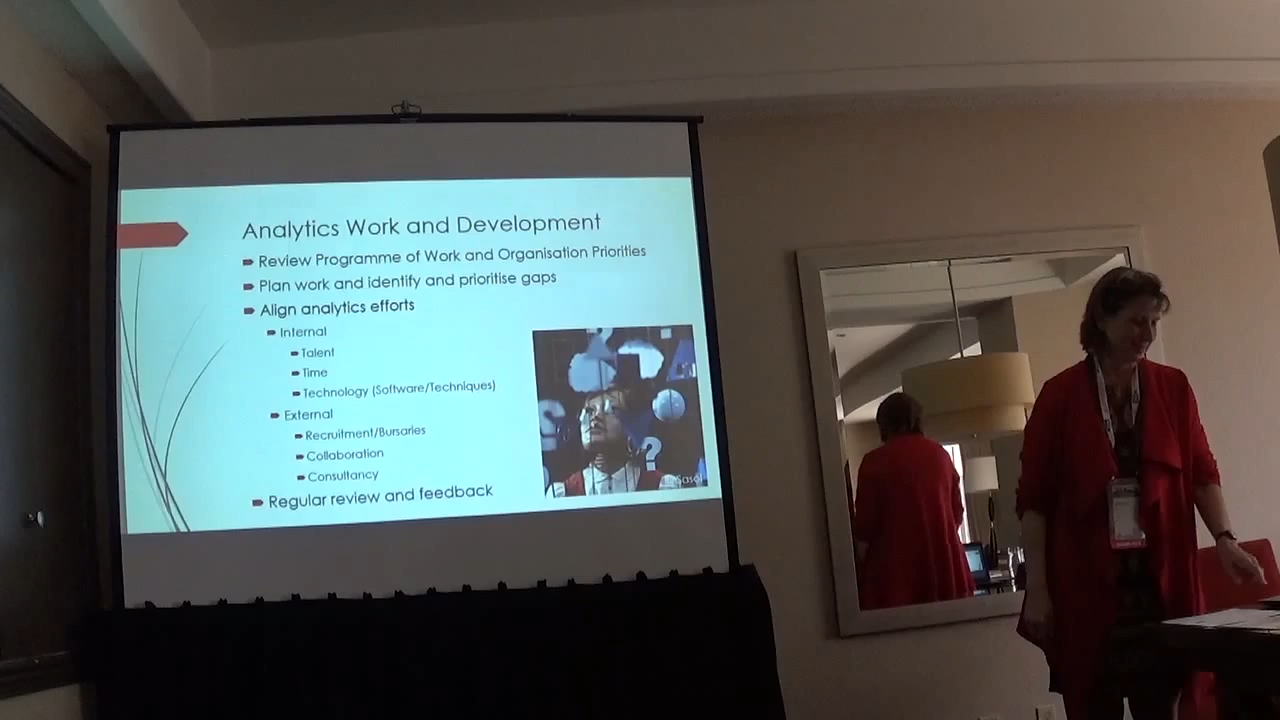 Analytics Work and Development
Review Programme of Work and Organisation Priorities
Plan work and identify and prioritise gaps
Align analytics efforts
Internal
Talent
Time
Technology (Software/Techniques)
External
Recruitment/Bursaries
Collaboration
Consultancy
Regular review and feedback
?
Sasol